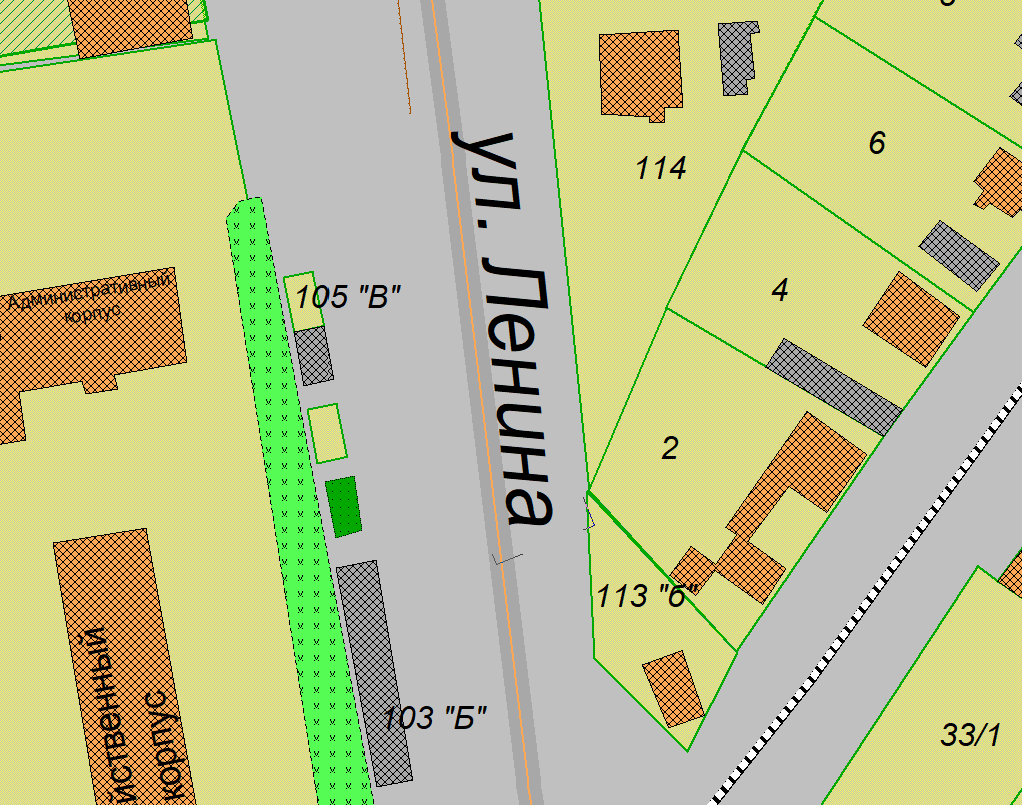 114
6
4
Административный
корпус
105 "В"
ул. Ленина
2
113 "б"
103 "Б"
33/1
корпус